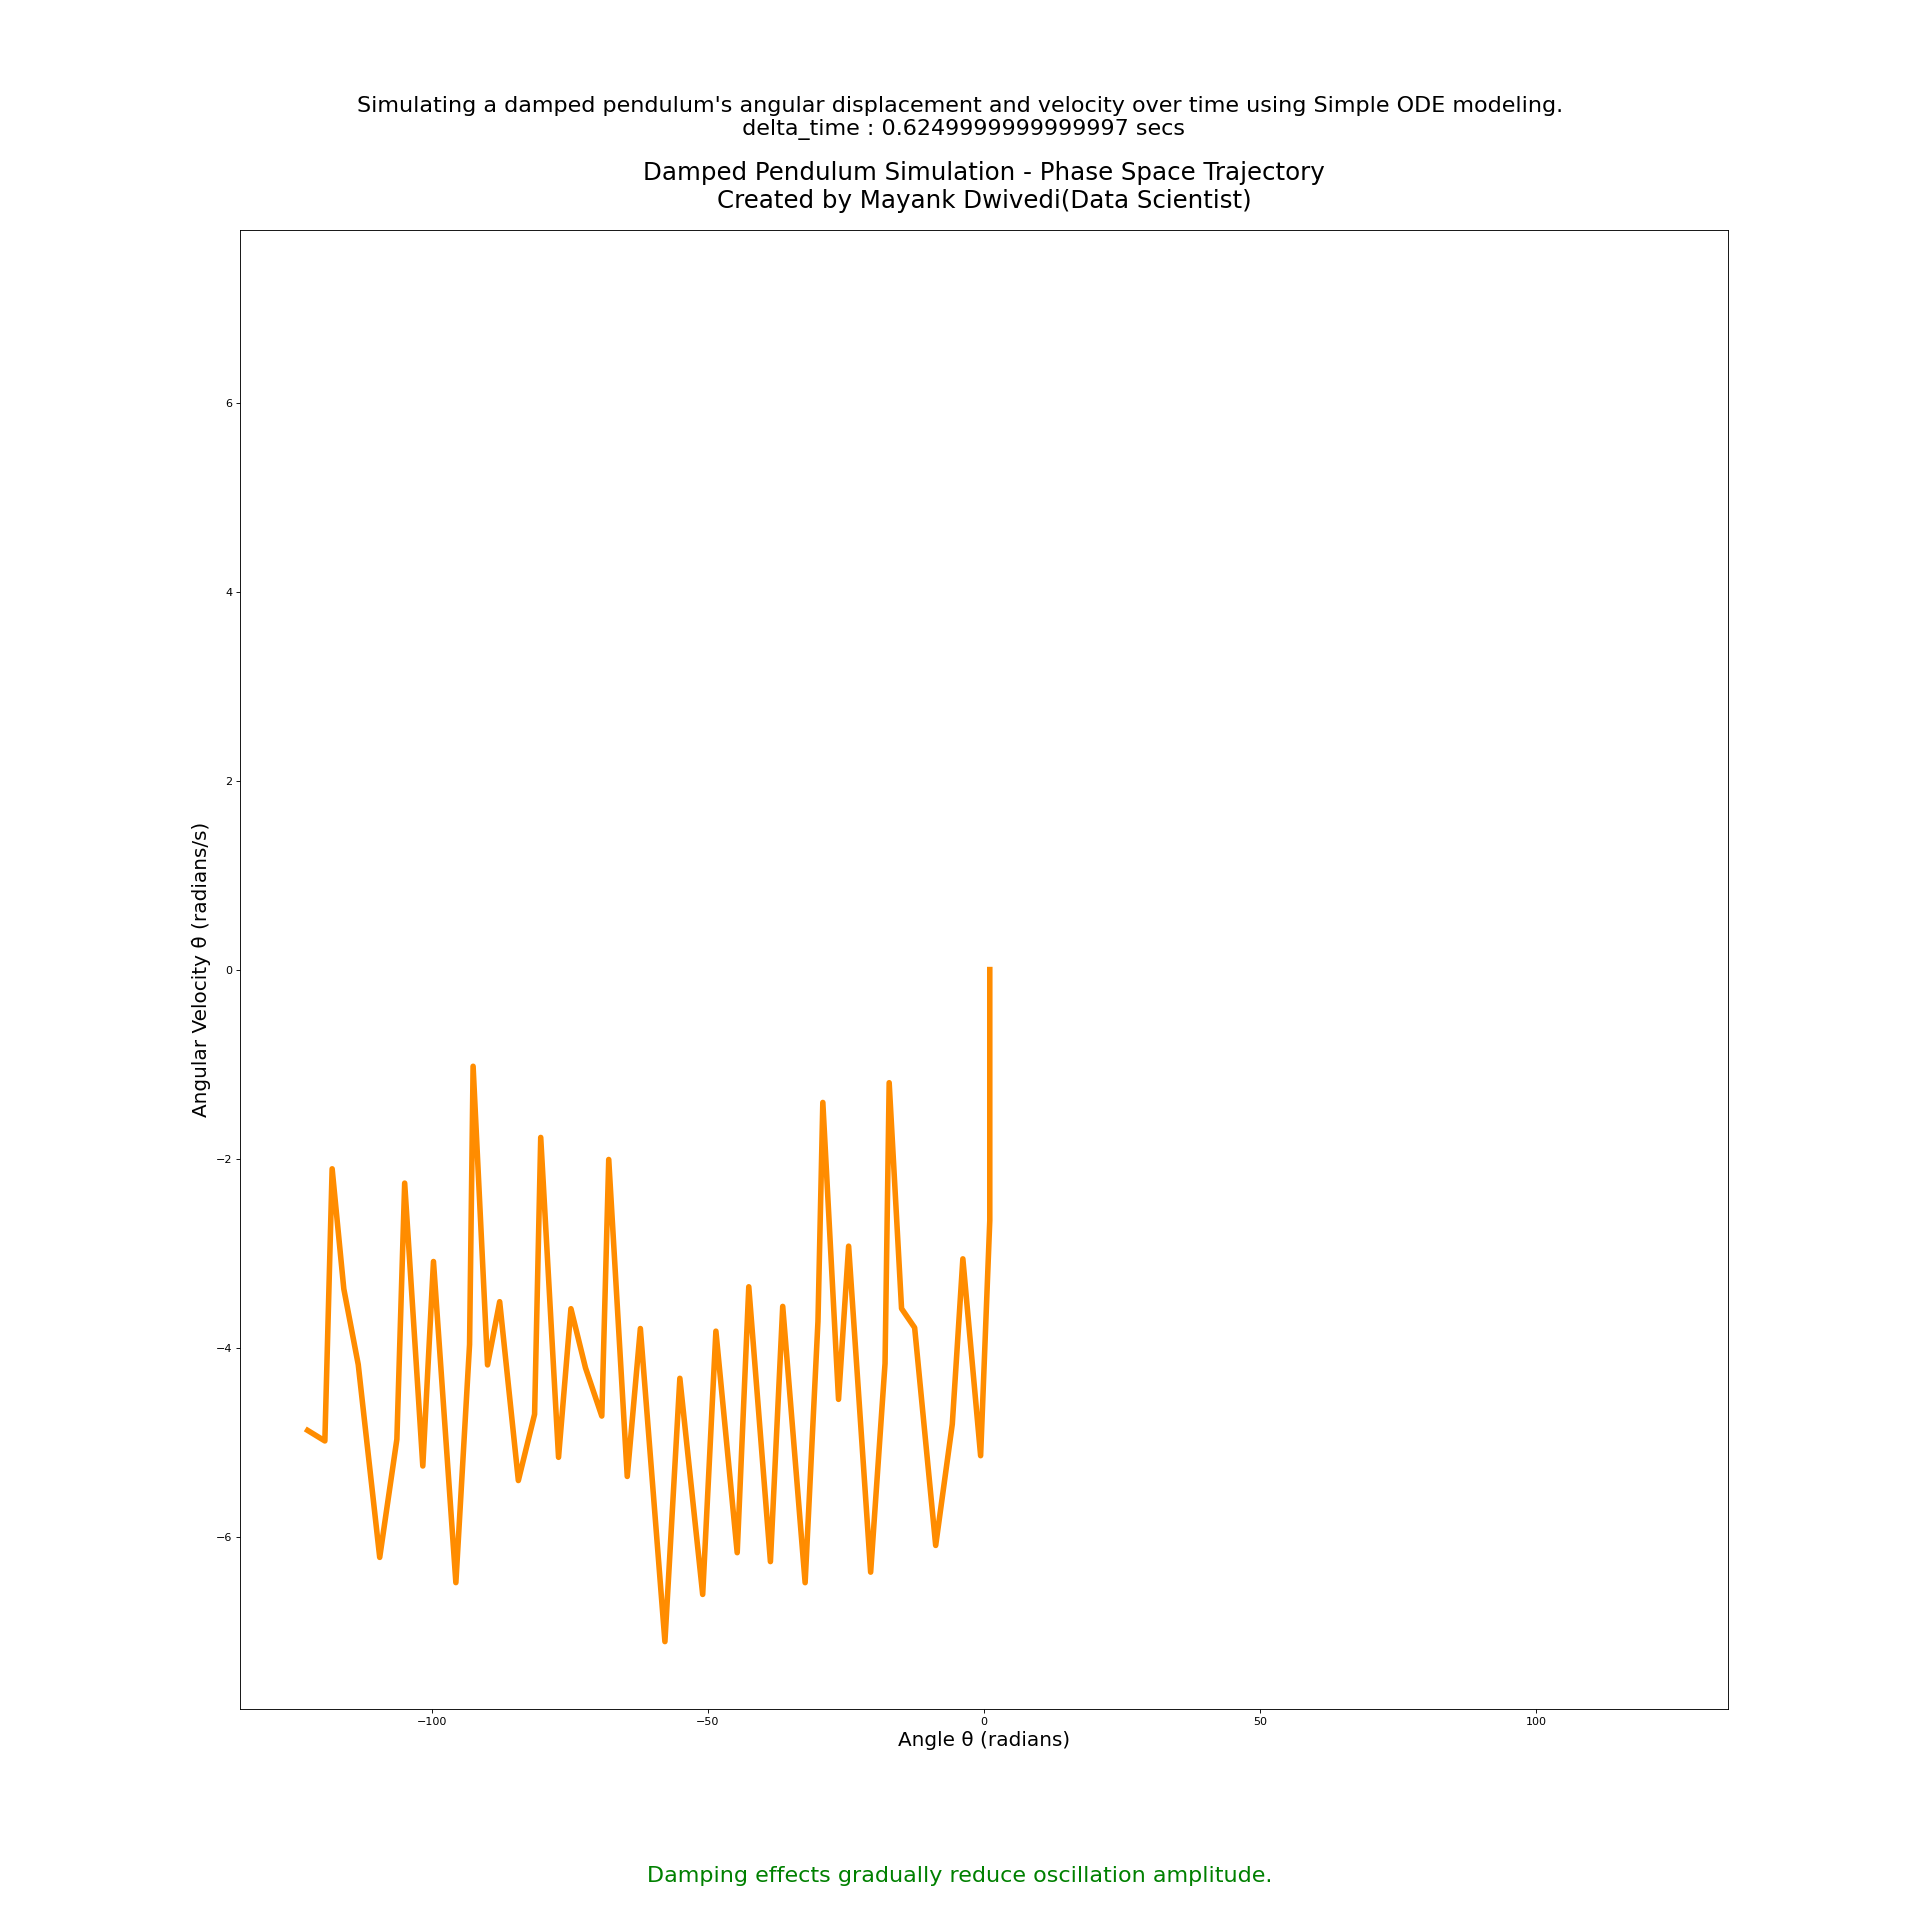 Simulating a damped pendulum's angular displacement and velocity over time using Simple ODE modeling.
delta_time : 0.6249999999999997 secs
Damped Pendulum Simulation - Phase Space Trajectory
Created by Mayank Dwivedi(Data Scientist)
6
4
2
0
−2
−4
−6
Angular Velocity θ̇ (radians/s)
−100
−50
0
50
100
Angle θ (radians)
Damping effects gradually reduce oscillation amplitude.